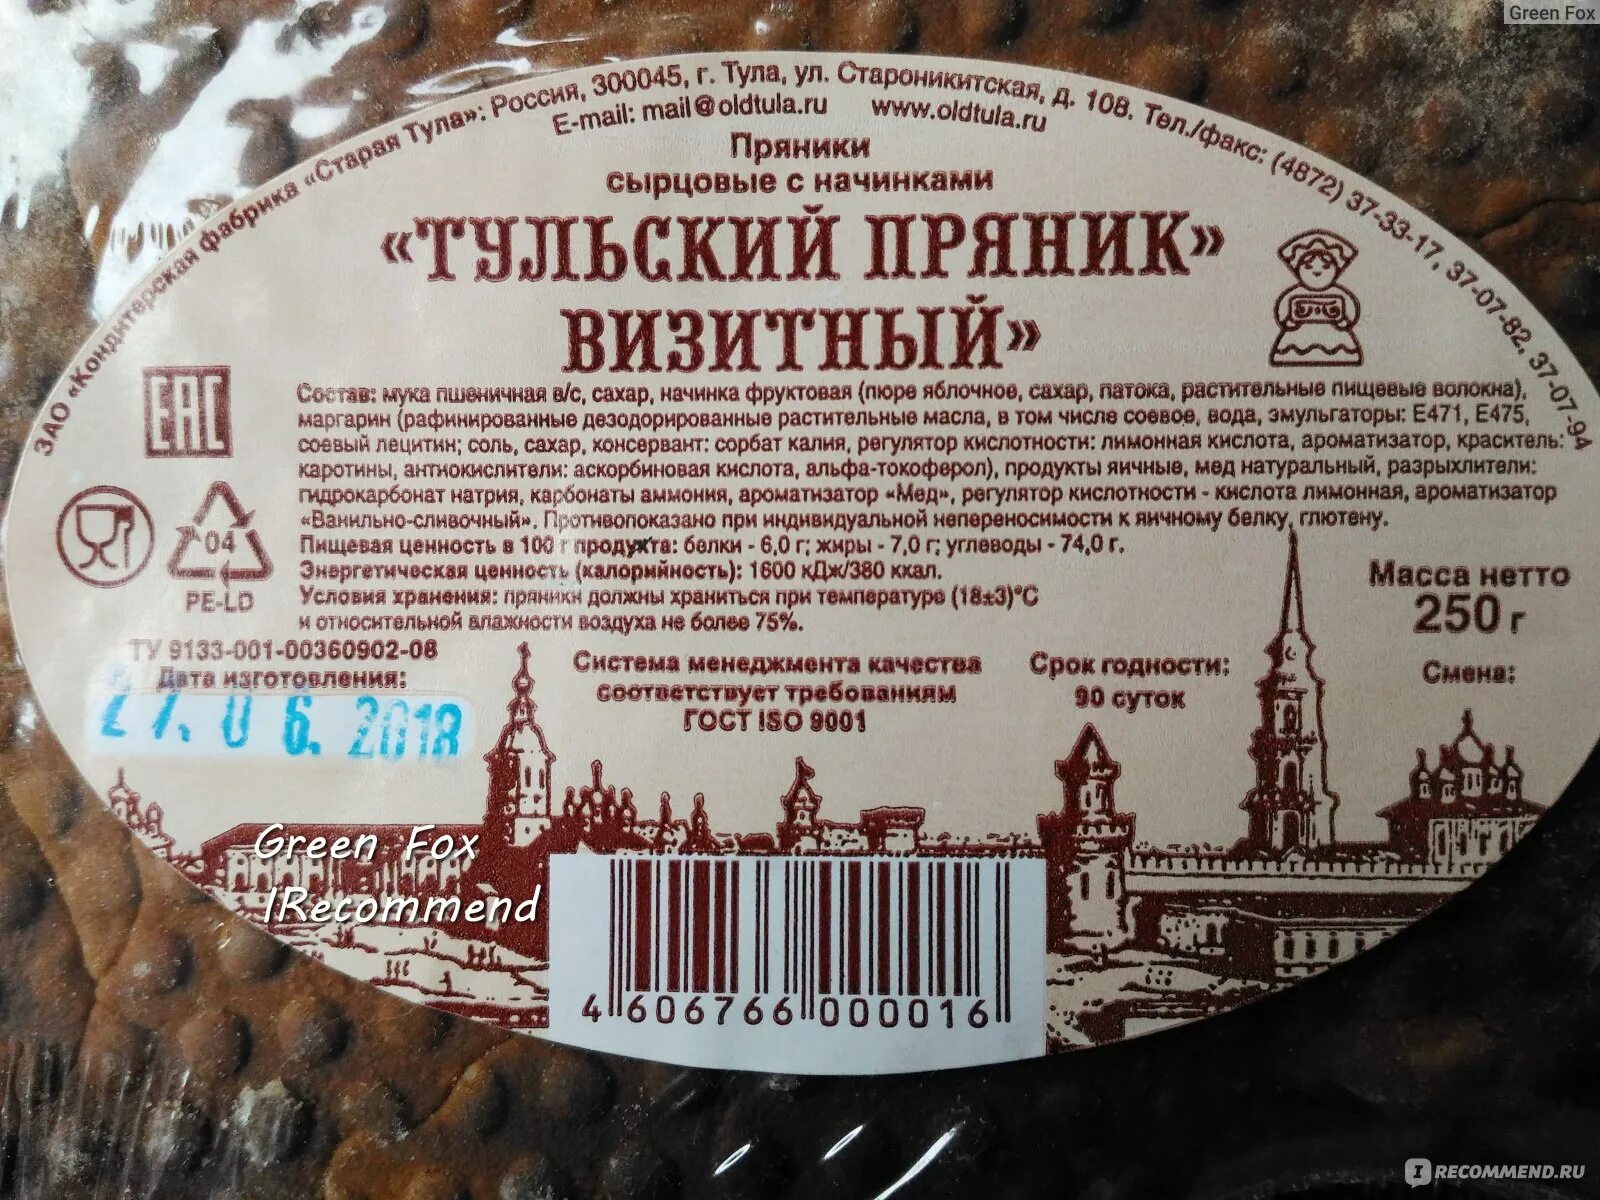 Green Fox
ЗАО «Кондитерская фабрика «Старая Тула»: Россия, 300045, г. Тула, ул. Староникитская, д. 108. Тел./факс: (4872) 37-33-17, 37-07-82, 37-07-94
E-mail: mail@oldtula.ru www.oldtula.ru
Пряники
сырцовые с начинками
«ТУЛЬСКИЙ ПРЯНИК»
ВИЗИТНЫЙ»
EAC
Состав: мука пшеничная в/с, сахар, начинка фруктовая (пюре яблочное, сахар, патока, растительные пищевые волокна),
маргарин (рафинированные дезодорированные растительные масла, в том числе соевое, вода, эмульгаторы: Е471, Е475,
соевый лецитин; соль, сахар, консервант: сорбат калия, регулятор кислотности: лимонная кислота, ароматизатор, краситель:
каротины, антиокислители: аскорбиновая кислота, альфа-токоферол), продукты яичные, мед натуральный, разрыхлители:
гидрокарбонат натрия, карбонаты аммония, ароматизатор «Мед», регулятор кислотности - кислота лимонная, ароматизатор
«Ванильно-сливочный». Противопоказано при индивидуальной непереносимости к яичному белку, глютену.
Пищевая ценность в 100 г продукта: белки - 6,0 г; жиры - 7,0 г; углеводы - 74,0 г.
Энергетическая ценность (калорийность): 1600 кДж/380 ккал.
Условия хранения: пряники должны храниться при температуре (18±3)°С
и относительной влажности воздуха не более 75%.
04
PE-LD
Масса нетто
250 г
ТУ 9133-001-00360902-08
Дата изготовления:
27.06.2018
Система менеджмента качества
соответствует требованиям
ГОСТ ISO 9001
Срок годности:
90 суток
Смена:
Green Fox
IRecommend
4 606766 000016
IRECOMMEND.RU